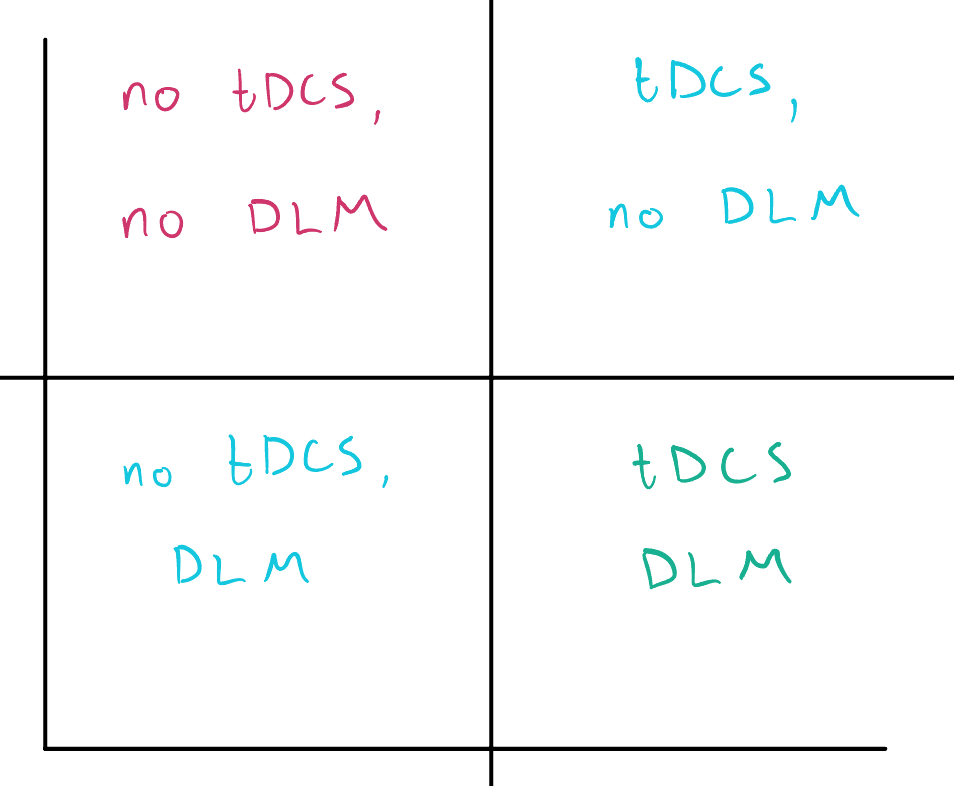 no tDCS,
no DLM
tDCS,
no DLM
no tDCS,
DLM
tDCS
DLM